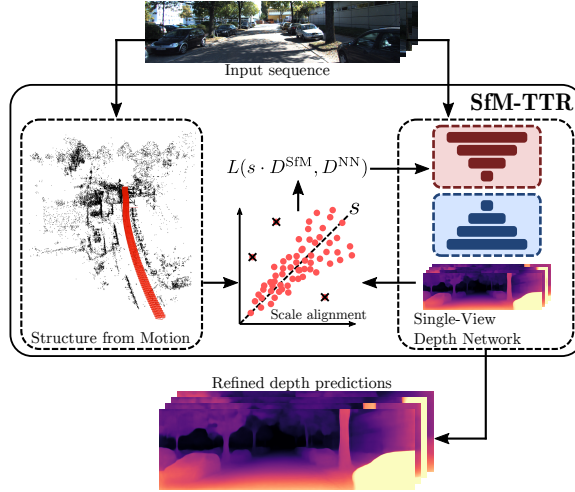 Input sequence
SfM-TTR
L(s · D^SfM, D^NN)
s
Scale alignment
Structure from Motion
Single-View
Depth Network
Refined depth predictions